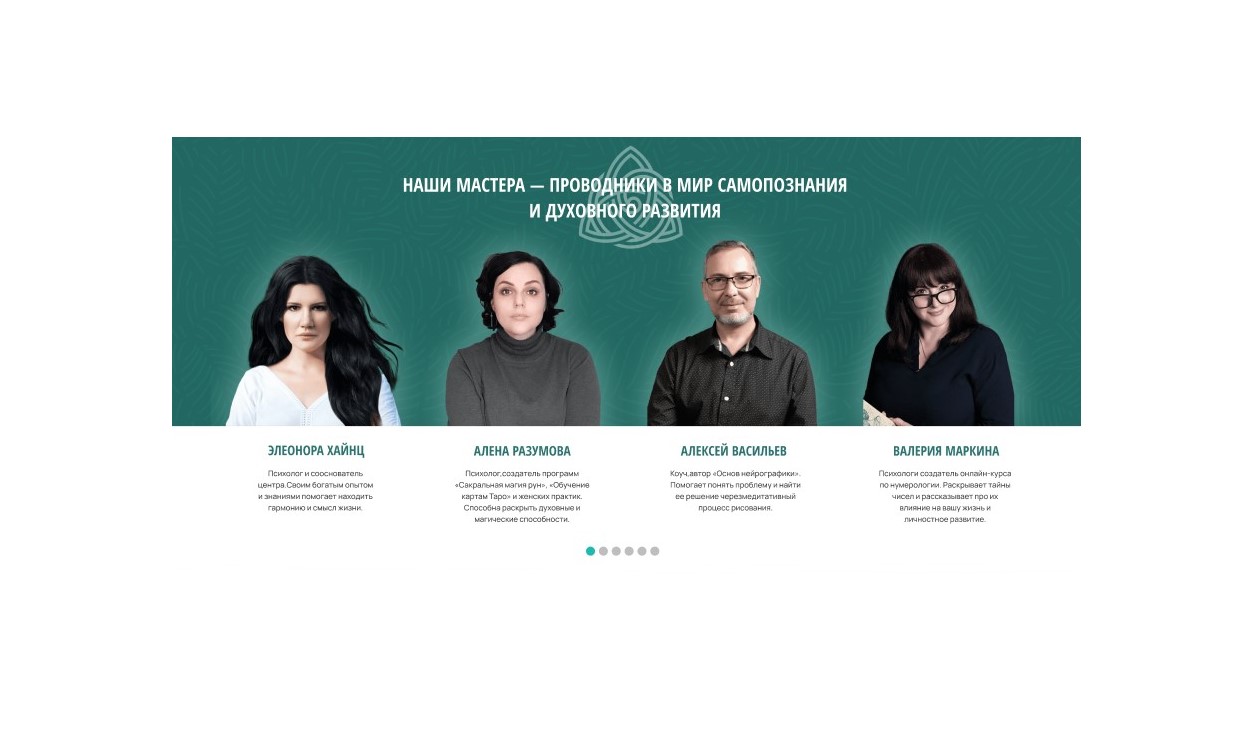 НАШИ МАСТЕРА — ПРОВОДНИКИ В МИР САМОПОЗНАНИЯ
И ДУХОВНОГО РАЗВИТИЯ
ЭЛЕОНОРА ХАЙНЦ
Психолог и сооснователь
центра.Своим богатым опытом
и знаниями помогает находить
гармонию и смысл жизни.
АЛЕНА РАЗУМОВА
Психолог,создатель программ
«Сакральная магия рун», «Обучение
картам Таро» и женских практик.
Способна раскрыть духовные и
магические способности.
АЛЕКСЕЙ ВАСИЛЬЕВ
Коуч,автор «Основ нейрографики».
Помогает понять проблему и найти
ее решение черезмедитативный
процесс рисования.
ВАЛЕРИЯ МАРКИНА
Психологи создатель онлайн-курса
по нумерологии. Раскрывает тайны
чисел и рассказывает про их
влияние на вашу жизнь и
личностное развитие.